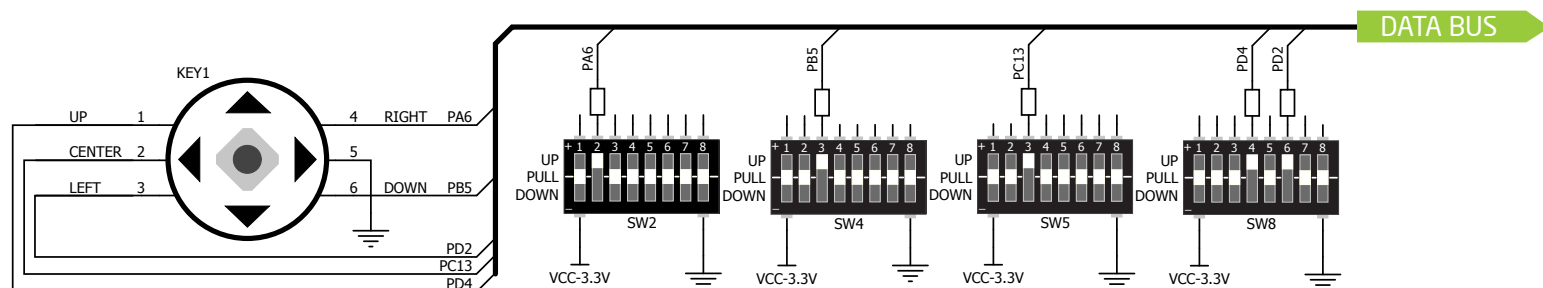 DATA BUS
KEY1
UP 1
CENTER 2
LEFT 3
4 RIGHT PA6
5
6 DOWN PB5
PD2
PC13
PD4
PA6
+ 1 2 3 4 5 6 7 8
UP
PULL
DOWN
_
SW2
VCC-3.3V
PB5
+ 1 2 3 4 5 6 7 8
UP
PULL
DOWN
_
SW4
VCC-3.3V
PC13
+ 1 2 3 4 5 6 7 8
UP
PULL
DOWN
_
SW5
VCC-3.3V
PD4
PD2
+ 1 2 3 4 5 6 7 8
UP
PULL
DOWN
_
SW8
VCC-3.3V